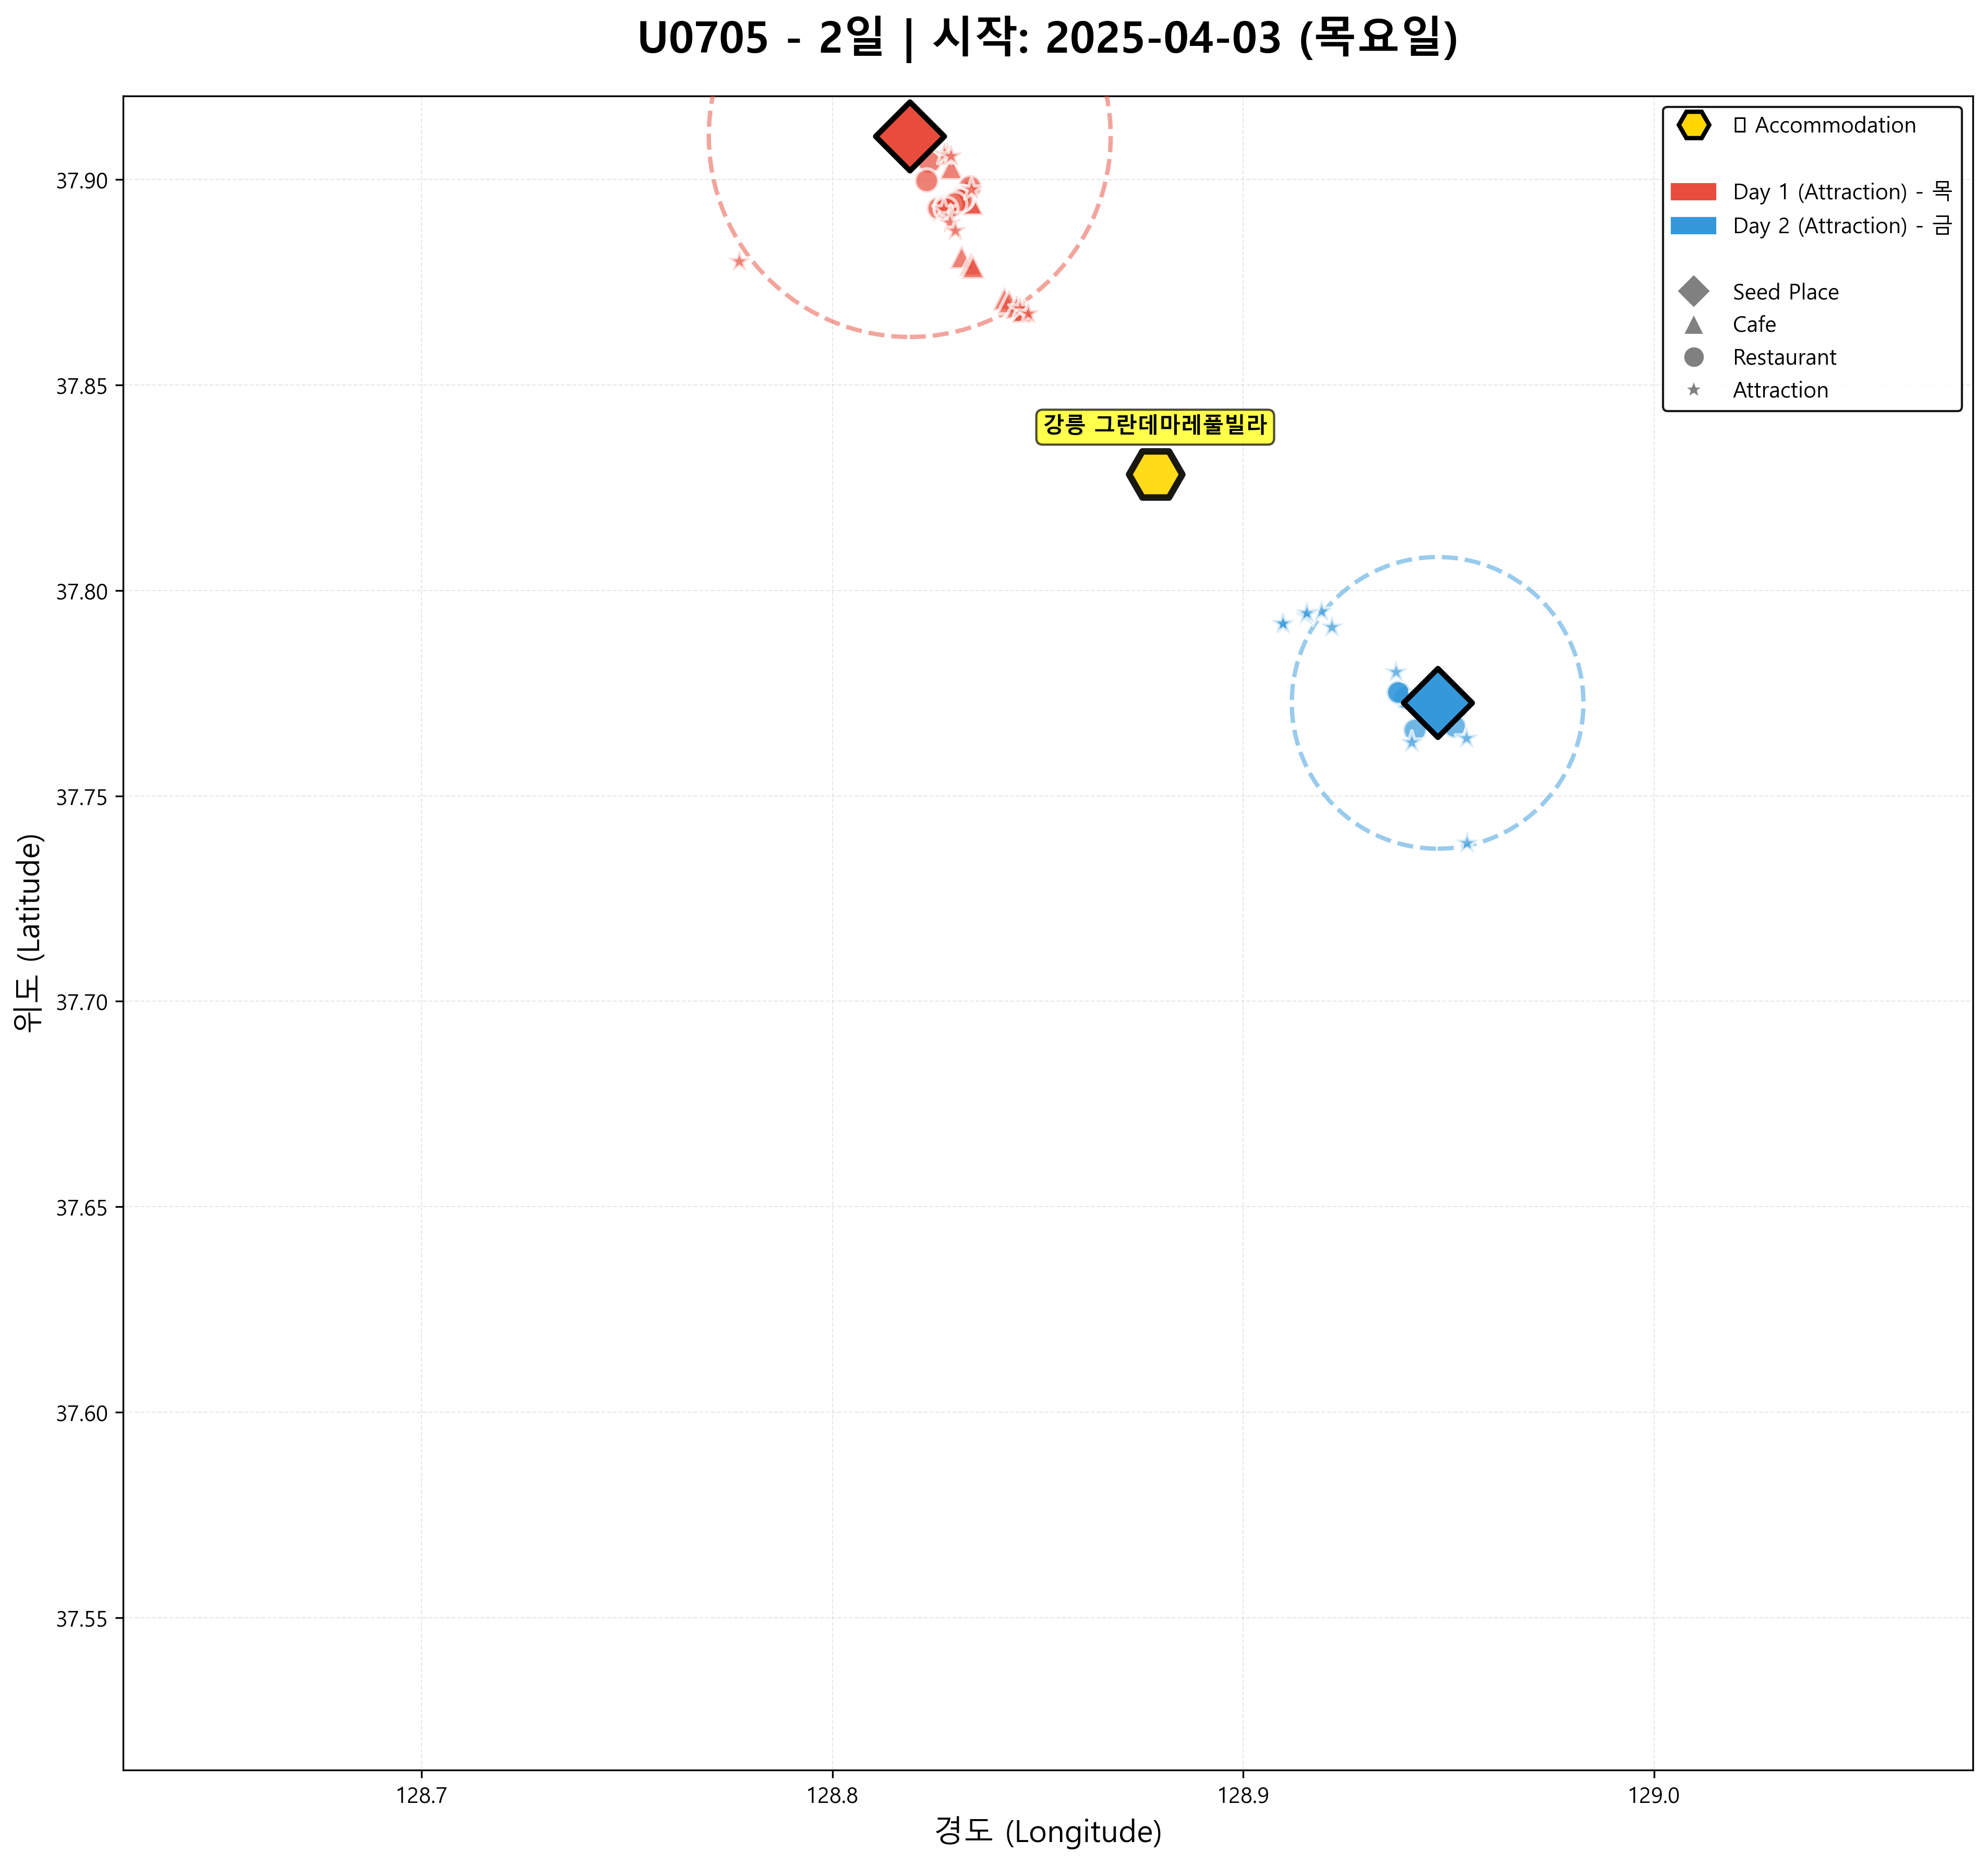 U0705 - 2일 | 시작: 2025-04-03 (목요일)
Accommodation
Day 1 (Attraction) - 목
Day 2 (Attraction) - 금
Seed Place
Cafe
Restaurant
Attraction
강릉 그란데마레풀빌라
37.90
37.85
37.80
37.75
37.70
37.65
37.60
37.55
위도 (Latitude)
128.7
128.8
128.9
129.0
경도 (Longitude)